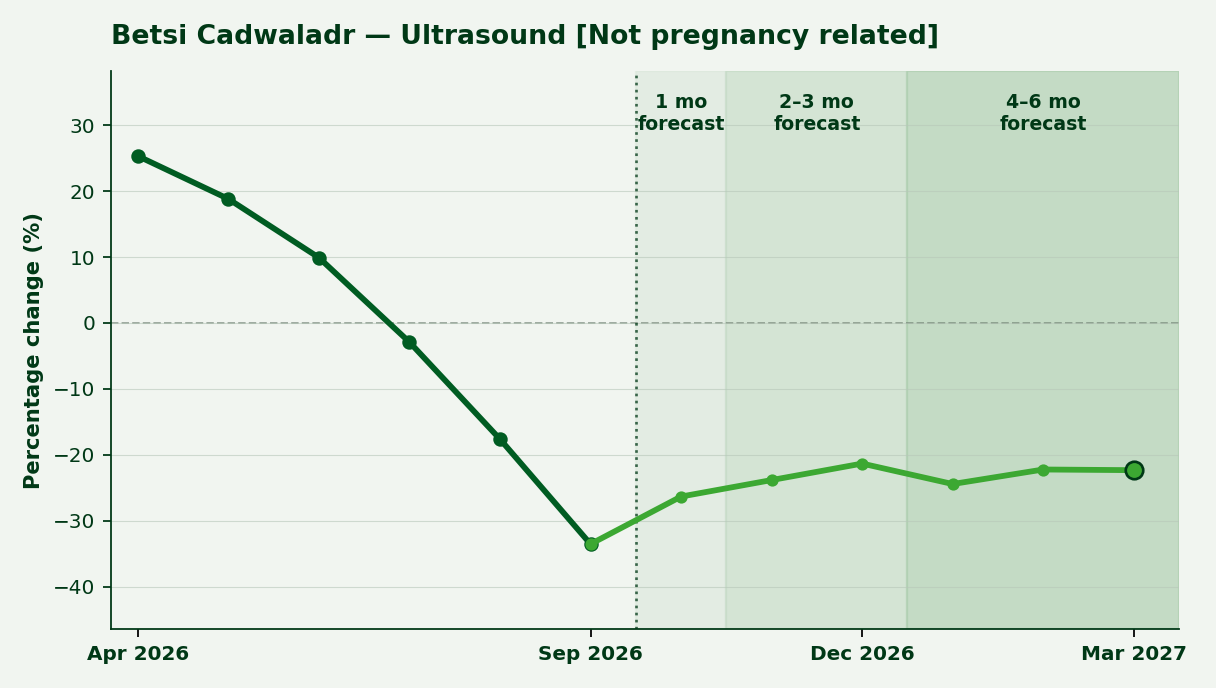 Betsi Cadwaladr — Ultrasound [Not pregnancy related]
1 mo
forecast
2–3 mo
forecast
4–6 mo
forecast
Percentage change (%)
30
20
10
0
−10
−20
−30
−40
Apr 2026
Sep 2026
Dec 2026
Mar 2027